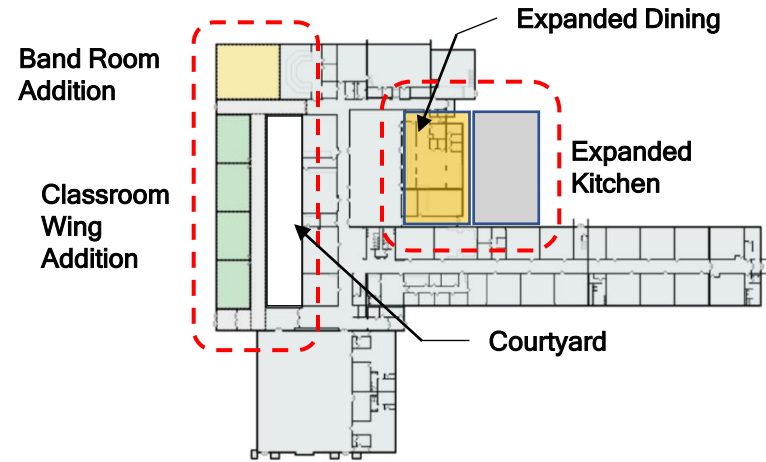 Expanded Dining
Band Room
Addition
Expanded
Kitchen
Classroom
Wing
Addition
Courtyard